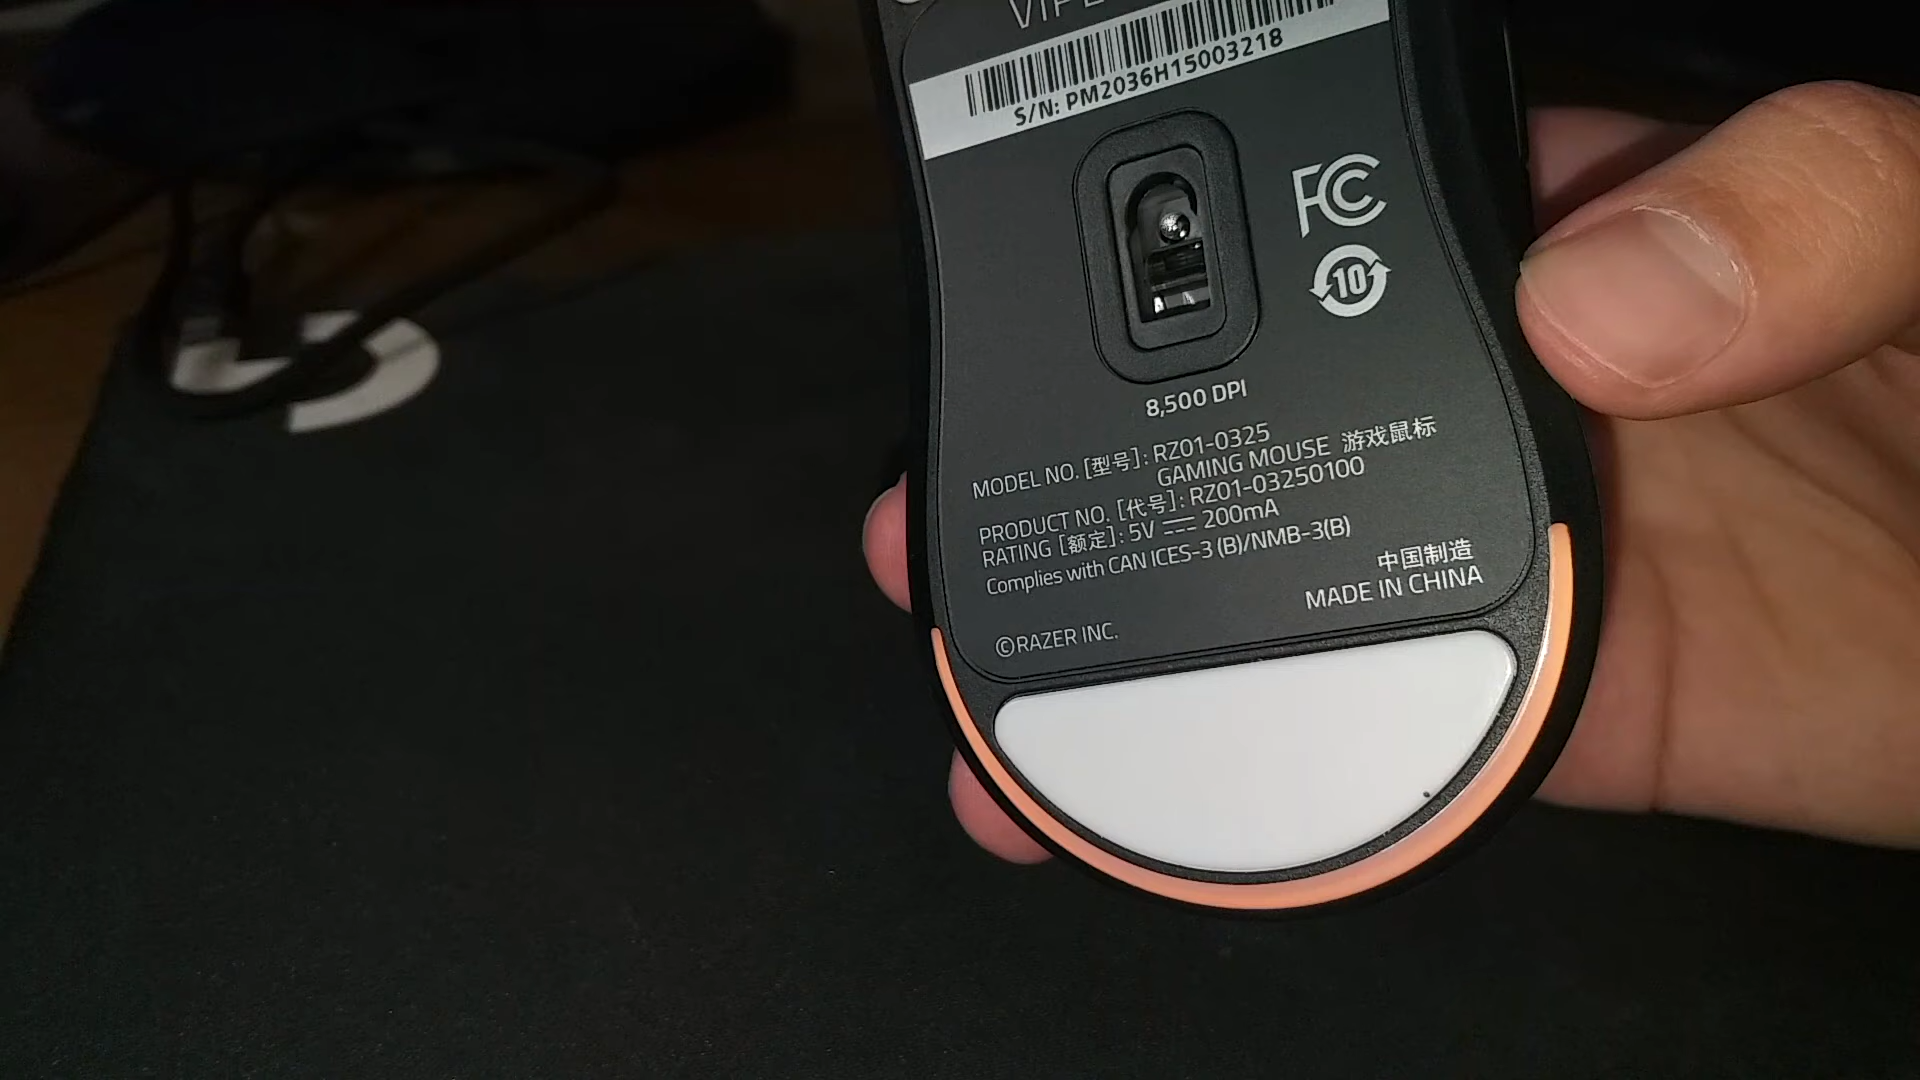 S/N: PM2036H15003218
FC
10
8,500 DPI
MODEL NO. [型号]: RZ01-0325
GAMING MOUSE 游戏鼠标
PRODUCT NO. [代号]: RZ01-03250100
RATING [额定]: 5V ⎓ 200mA
Complies with CAN ICES-3 (B)/NMB-3(B)
中国制造
MADE IN CHINA
©RAZER INC.